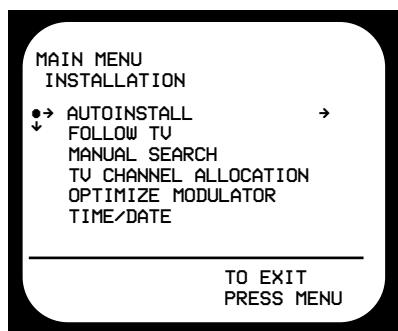 MAIN MENU
INSTALLATION
AUTOINSTALL
FOLLOW TV
MANUAL SEARCH
TV CHANNEL ALLOCATION
OPTIMIZE MODULATOR
TIME/DATE
TO EXIT
PRESS MENU